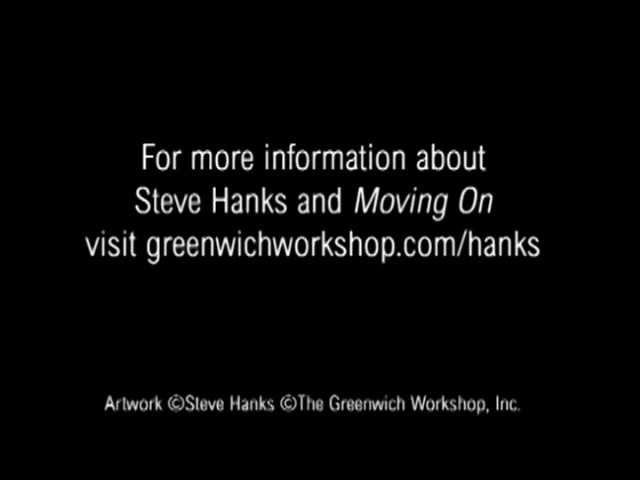 For more information about
Steve Hanks and Moving On
visit greenwichworkshop.com/hanks
Artwork ©Steve Hanks ©The Greenwich Workshop, Inc.